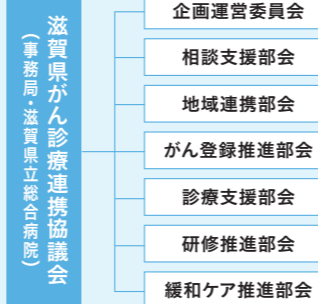 滋賀県がん診療連携協議会
（事務局・滋賀県立総合病院）
企画運営委員会
相談支援部会
地域連携部会
がん登録推進部会
診療支援部会
研修推進部会
緩和ケア推進部会